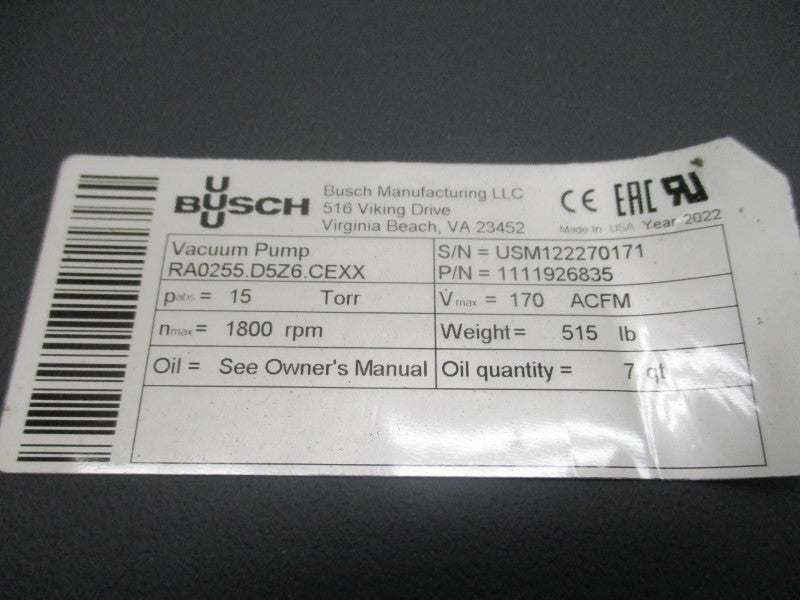 BUSCH
Busch Manufacturing LLC
516 Viking Drive
Virginia Beach, VA 23452
CE EAC UR
Made In USA Year 2022
Vacuum Pump
RA0255.D5Z6.CEXX
S/N = USM122270171
P/N = 1111926835
pabs = 15 Torr
V̇max = 170 ACFM
nmax = 1800 rpm
Weight = 515 lb
Oil = See Owner's Manual
Oil quantity = 7 qt